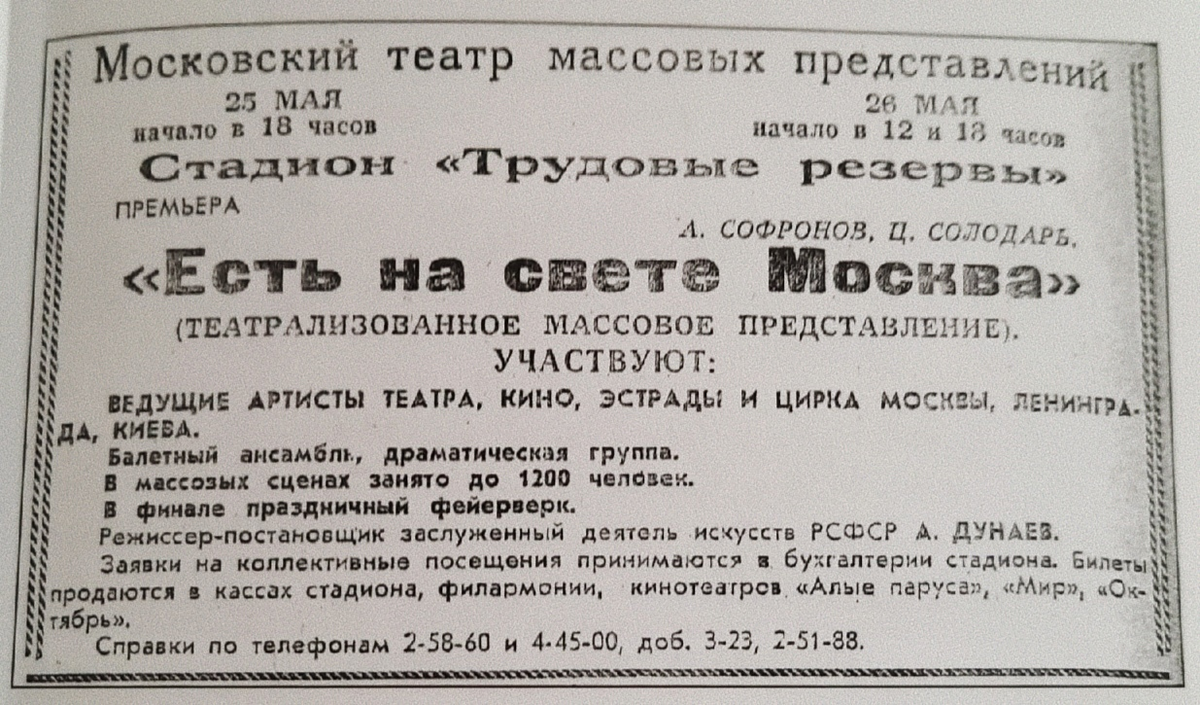 Московский театр массовых представлений
25 МАЯ
начало в 18 часов
26 МАЯ
начало в 12 и 18 часов
Стадион «Трудовые резервы»
ПРЕМЬЕРА
А. СОФРОНОВ, Ц. СОЛОДАРЬ.
«Есть на свете Москва»
(ТЕАТРАЛИЗОВАННОЕ МАССОВОЕ ПРЕДСТАВЛЕНИЕ).
УЧАСТВУЮТ:
ВЕДУЩИЕ АРТИСТЫ ТЕАТРА, КИНО, ЭСТРАДЫ И ЦИРКА МОСКВЫ, ЛЕНИНГРА-
ДА, КИЕВА.
Балетный ансамбль, драматическая группа.
В массовых сценах занято до 1200 человек.
В финале праздничный фейерверк.
Режиссер-постановщик заслуженный деятель искусств РСФСР А. ДУНАЕВ.
Заявки на коллективные посещения принимаются в бухгалтерии стадиона. Билеты
продаются в кассах стадиона, филармонии, кинотеатров «Алые паруса», «Мир», «Ок-
тябрь».
Справки по телефонам 2-58-60 и 4-45-00, доб. 3-23, 2-51-88.